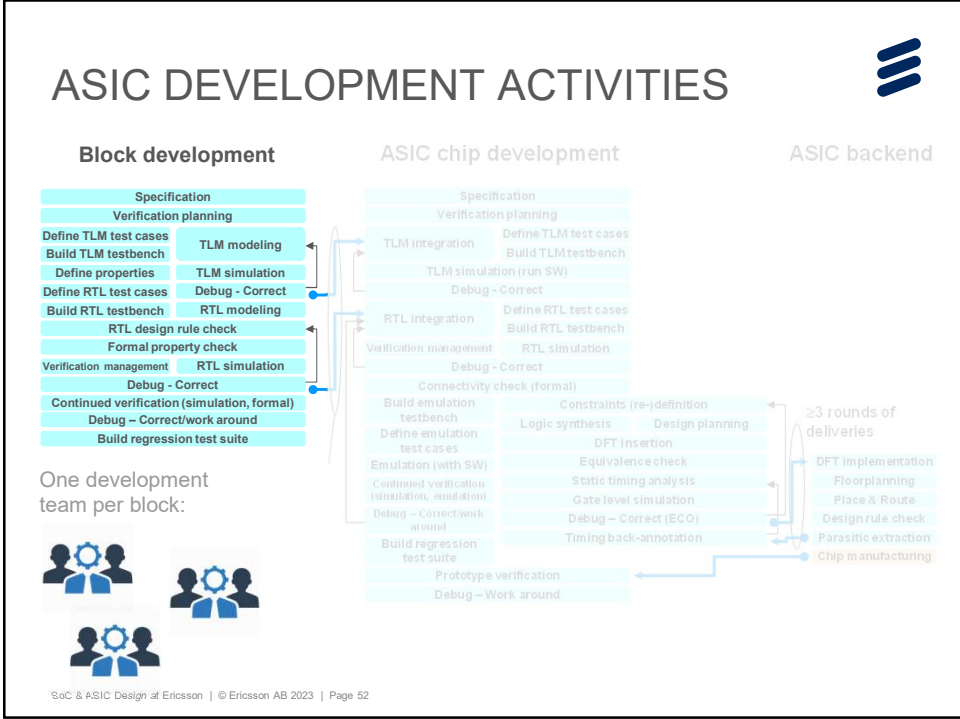 ASIC DEVELOPMENT ACTIVITIES
Block development
Specification
Verification planning
Define TLM test cases
Build TLM testbench
TLM modeling
Define properties
TLM simulation
Define RTL test cases
Debug - Correct
Build RTL testbench
RTL modeling
RTL design rule check
Formal property check
Verification management
RTL simulation
Debug - Correct
Continued verification (simulation, formal)
Debug – Correct/work around
Build regression test suite
One development
team per block:
ASIC chip development
Specification
Verification planning
TLM integration
Define TLM test cases
Build TLM testbench
TLM simulation (run SW)
Debug - Correct
RTL integration
Define RTL test cases
Build RTL testbench
Verification management
RTL simulation
Debug - Correct
Connectivity check (formal)
Build emulation
testbench
Define emulation
test cases
Emulation (with SW)
Continued verification
(simulation, emulation)
Debug – Correct/work
around
Build regression
test suite
Constraints (re-)definition
Logic synthesis
Design planning
DFT insertion
Equivalence check
Static timing analysis
Gate level simulation
Debug – Correct (ECO)
Timing back-annotation
Prototype verification
Debug – Work around
ASIC backend
≥3 rounds of
deliveries
DFT implementation
Floorplanning
Place & Route
Design rule check
Parasitic extraction
Chip manufacturing
SoC & ASIC Design at Ericsson | © Ericsson AB 2023 | Page 52